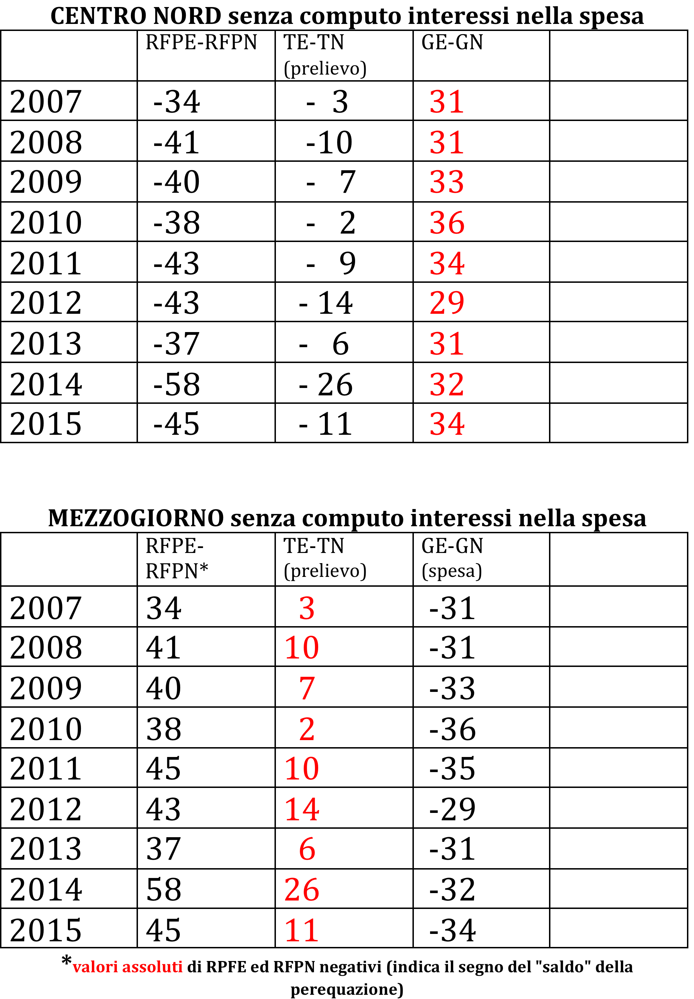 CENTRO NORD senza computo interessi nella spesa
RFPE-RFPN TE-TN GE-GN
(prelievo)
2007 -34 - 3 31
2008 -41 -10 31
2009 -40 - 7 33
2010 -38 - 2 36
2011 -43 - 9 34
2012 -43 - 14 29
2013 -37 - 6 31
2014 -58 - 26 32
2015 -45 - 11 34
MEZZOGIORNO senza computo interessi nella spesa
RFPE- TE-TN GE-GN
RFPN* (prelievo) (spesa)
2007 34 3 -31
2008 41 10 -31
2009 40 7 -33
2010 38 2 -36
2011 45 10 -35
2012 43 14 -29
2013 37 6 -31
2014 58 26 -32
2015 45 11 -34
*valori assoluti di RPFE ed RFPN negativi (indica il segno del "saldo" della
perequazione)